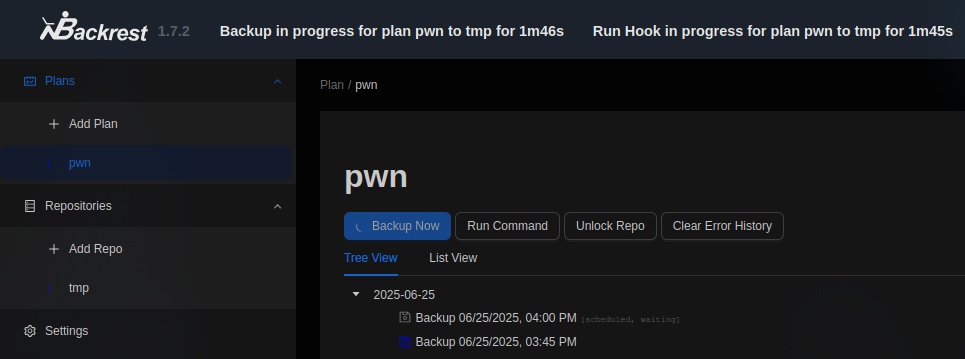 Backrest 1.7.2 Backup in progress for plan pwn to tmp for 1m46s Run Hook in progress for plan pwn to tmp for 1m45s
Plans
Add Plan
pwn
Repositories
Add Repo
tmp
Settings
Plan / pwn
pwn
Backup Now Run Command Unlock Repo Clear Error History
Tree View List View
2025-06-25
Backup 06/25/2025, 04:00 PM [scheduled, waiting]
Backup 06/25/2025, 03:45 PM